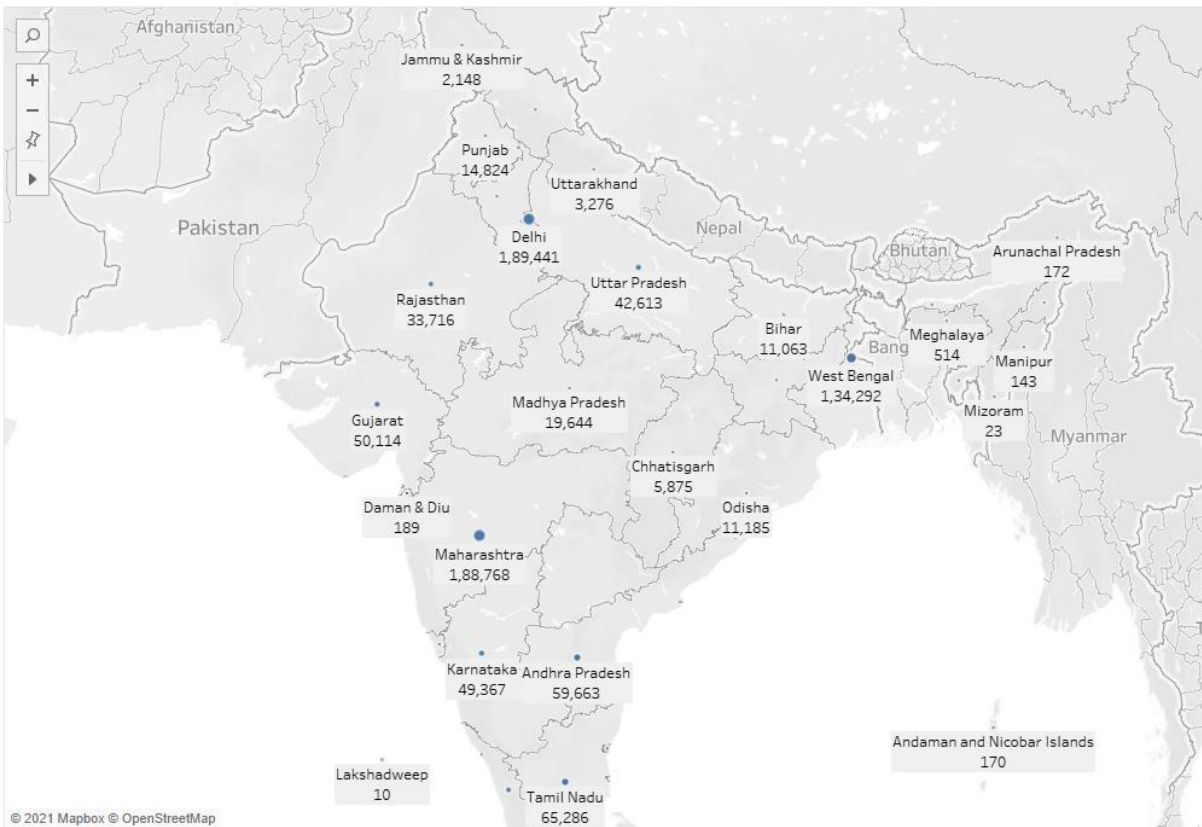 Afghanistan
Jammu & Kashmir
2,148
Punjab
14,824
Uttarakhand
3,276
Pakistan
Nepal
Delhi
1,89,441
Bhutan
Arunachal Pradesh
172
Uttar Pradesh
42,613
Rajasthan
33,716
Bihar
11,063
Bang
Meghalaya
514
Manipur
143
West Bengal
1,34,292
Madhya Pradesh
19,644
Mizoram
23
Gujarat
50,114
Myanmar
Chhatisgarh
5,875
Daman & Diu
189
Odisha
11,185
Maharashtra
1,88,768
Karnataka
49,367
Andhra Pradesh
59,663
Andaman and Nicobar Islands
170
Lakshadweep
10
Tamil Nadu
65,286
© 2021 Mapbox © OpenStreetMap